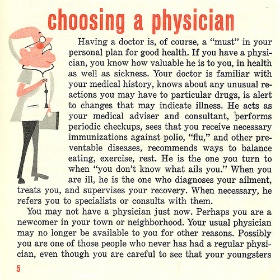 choosing a physician
Having a doctor is, of course, a "must" in your
personal plan for good health. If you have a physi-
cian, you know how valuable he is to you, in health
as well as sickness. Your doctor is familiar with
your medical history, knows about any unusual re-
actions you may have to particular drugs, is alert
to changes that may indicate illness. He acts as
your medical adviser and consultant, performs
periodic checkups, sees that you receive necessary
immunizations against polio, "flu," and other pre-
ventable diseases, recommends ways to balance
eating, exercise, rest. He is the one you turn to
when "you don't know what ails you." When you
are ill, he is the one who diagnoses your ailment,
treats you, and supervises your recovery. When necessary, he
refers you to specialists or consults with them.
You may not have a physician just now. Perhaps you are a
newcomer in your town or neighborhood. Your usual physician
may no longer be available to you for other reasons. Possibly
you are one of those people who never has had a regular physi-
cian, even though you are careful to see that your youngsters
5